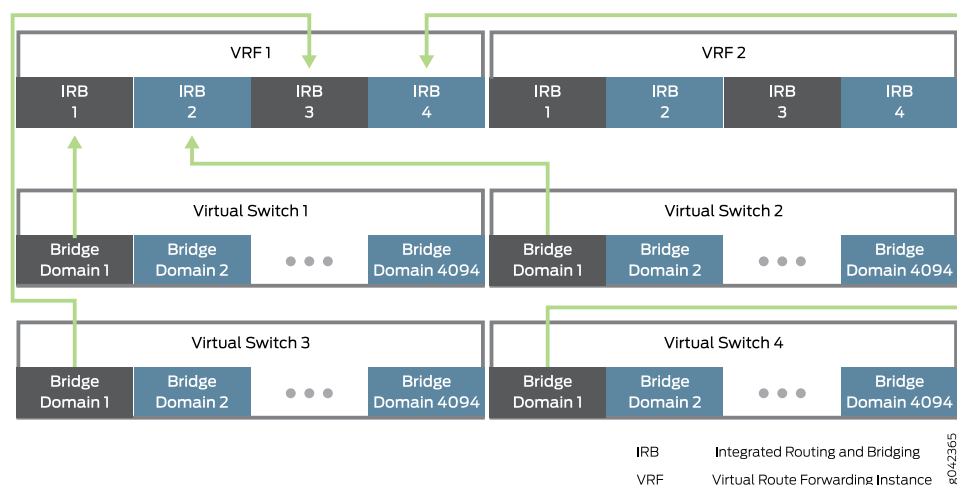 VRF 1
VRF 2
IRB
1
IRB
2
IRB
3
IRB
4
IRB
1
IRB
2
IRB
3
IRB
4
Virtual Switch 1
Virtual Switch 2
Bridge
Domain 1
Bridge
Domain 2
Bridge
Domain 4094
Bridge
Domain 1
Bridge
Domain 2
Bridge
Domain 4094
Virtual Switch 3
Virtual Switch 4
Bridge
Domain 1
Bridge
Domain 2
Bridge
Domain 4094
Bridge
Domain 1
Bridge
Domain 2
Bridge
Domain 4094
IRB Integrated Routing and Bridging
VRF Virtual Route Forwarding Instance
g042365